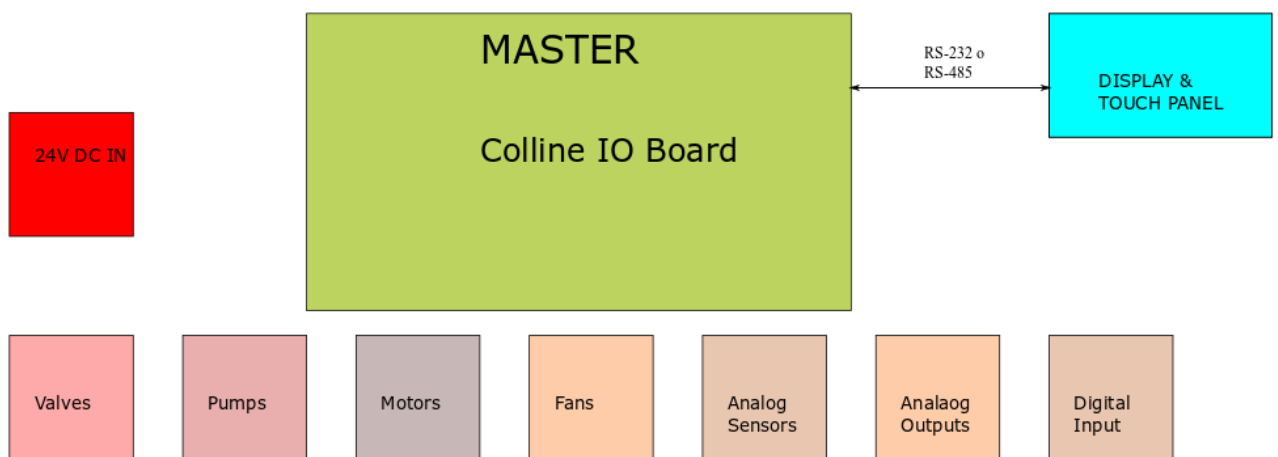 MASTER
Colline IO Board
RS-232 o
RS-485
DISPLAY &
TOUCH PANEL
24V DC IN
Valves
Pumps
Motors
Fans
Analog
Sensors
Analaog
Outputs
Digital
Input